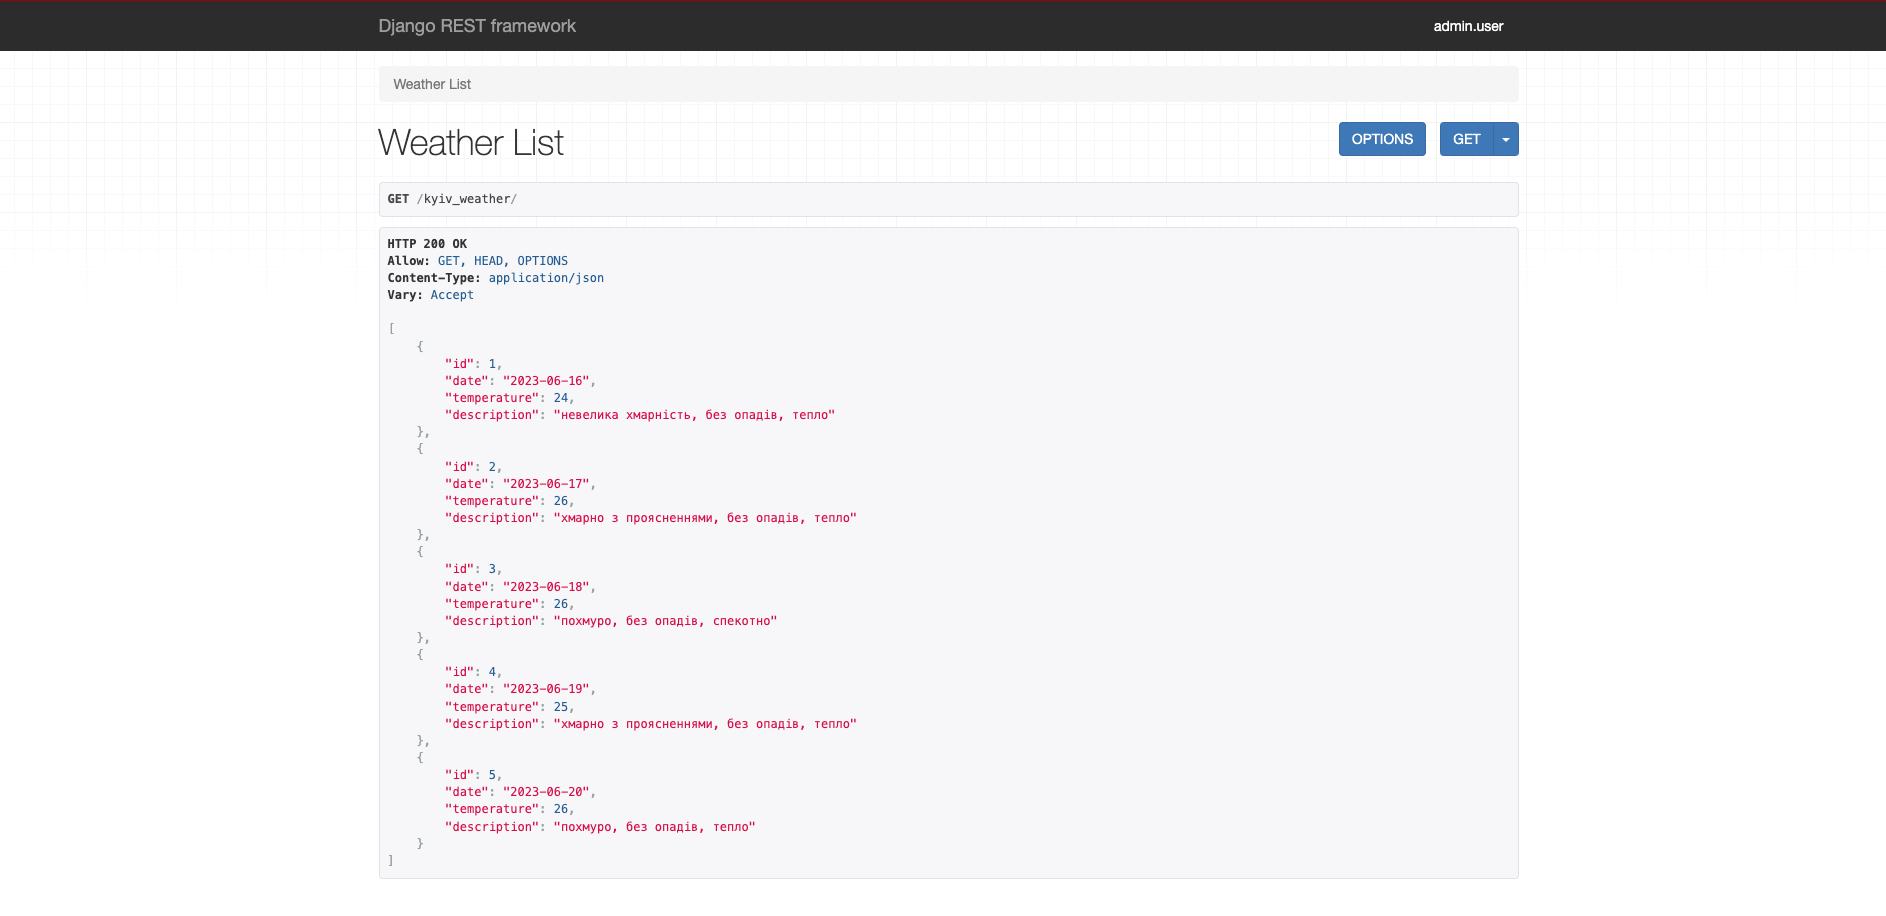 Django REST framework
admin.user
Weather List
Weather List
OPTIONS
GET
GET /kyiv_weather/
HTTP 200 OK
Allow: GET, HEAD, OPTIONS
Content-Type: application/json
Vary: Accept
[
    {
        "id": 1,
        "date": "2023-06-16",
        "temperature": 24,
        "description": "невелика хмарність, без опадів, тепло"
    },
    {
        "id": 2,
        "date": "2023-06-17",
        "temperature": 26,
        "description": "хмарно з проясненнями, без опадів, тепло"
    },
    {
        "id": 3,
        "date": "2023-06-18",
        "temperature": 26,
        "description": "похмуро, без опадів, спекотно"
    },
    {
        "id": 4,
        "date": "2023-06-19",
        "temperature": 25,
        "description": "хмарно з проясненнями, без опадів, тепло"
    },
    {
        "id": 5,
        "date": "2023-06-20",
        "temperature": 26,
        "description": "похмуро, без опадів, тепло"
    }
]